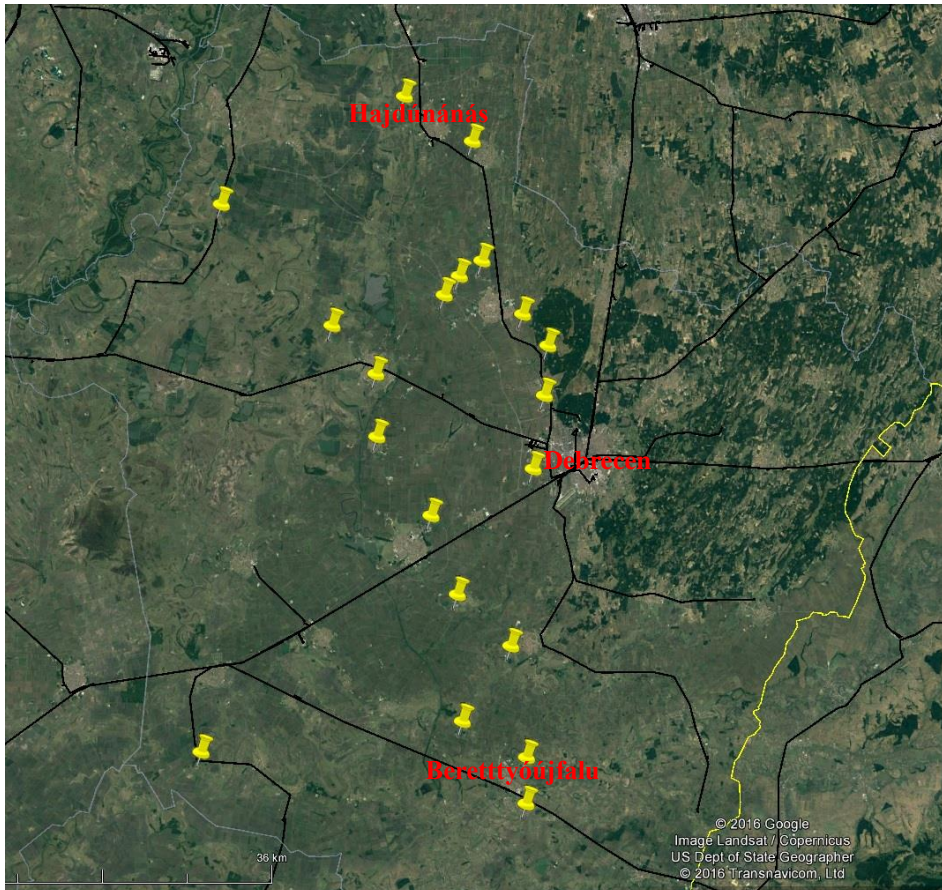 Hajdúnánás
Debrecen
Beretttyóújfalu
36 km
© 2016 Google
Image Landsat / Copernicus
US Dept of State Geographer
© 2016 Transnavicom, Ltd